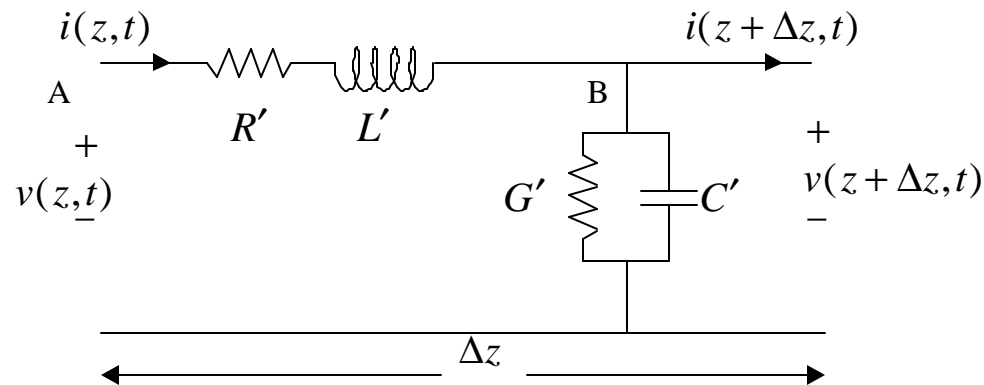 i(z,t)
i(z + Δz,t)
A
B
R′
L′
+
+
v(z,t)
G′
C′
v(z + Δz,t)
−
−
Δz